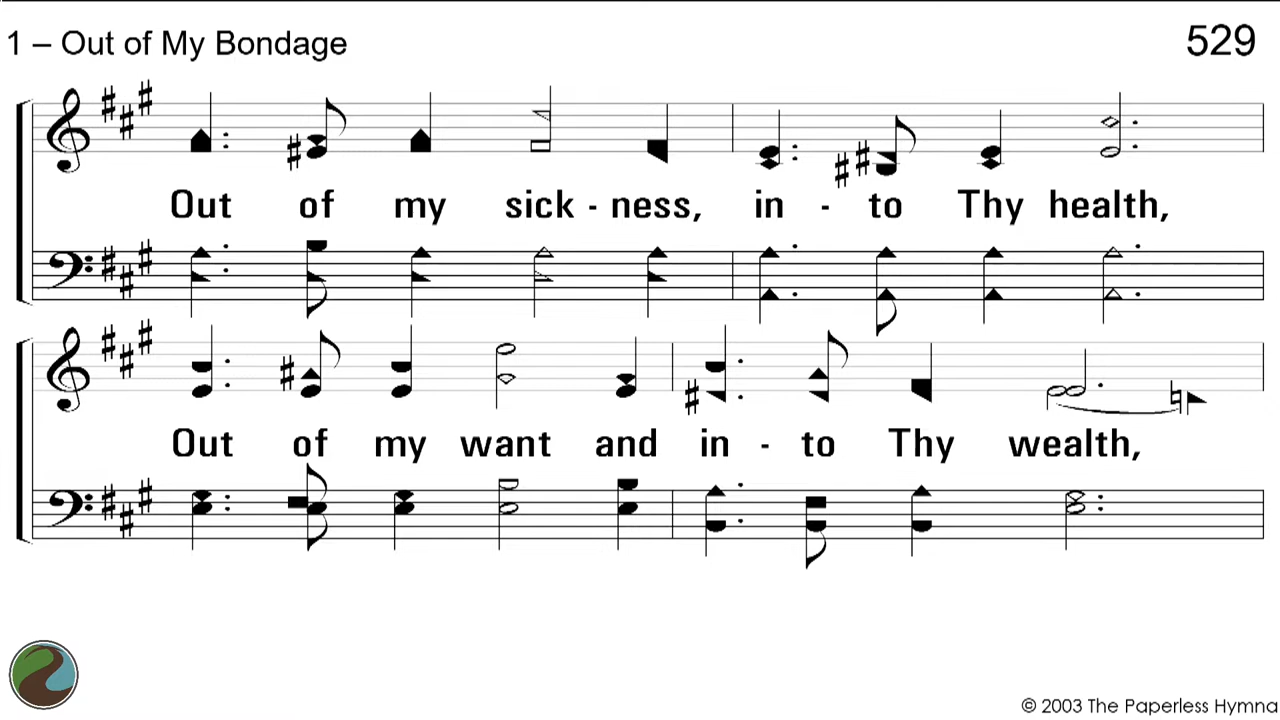 1 – Out of My Bondage
529
Out of my sick - ness, in - to Thy health,
Out of my want and in - to Thy wealth,
© 2003 The Paperless Hymna